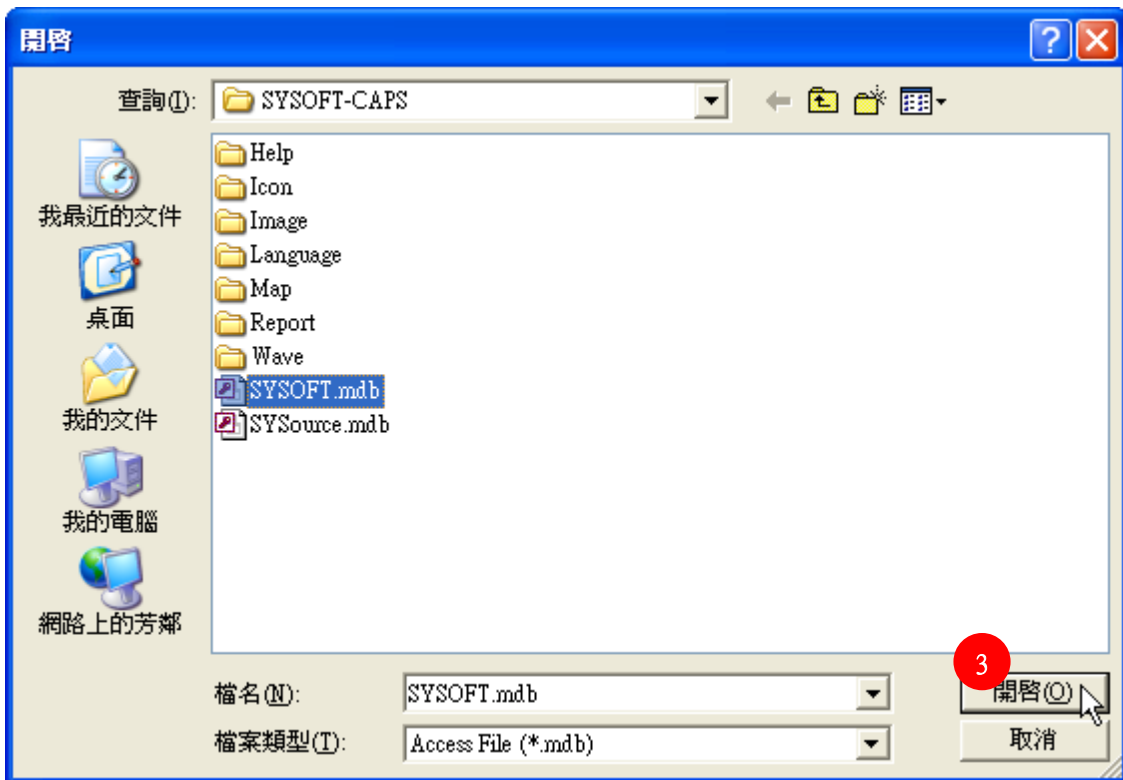 開啓
查詢(I): SYSOFT-CAPS
我最近的文件
桌面
我的文件
我的電腦
網路上的芳鄰
Help
Icon
Image
Language
Map
Report
Wave
SYSOFT.mdb
SYSource.mdb
檔名(N): SYSOFT.mdb
3
開啓(O)
檔案類型(T): Access File (*.mdb)
取消